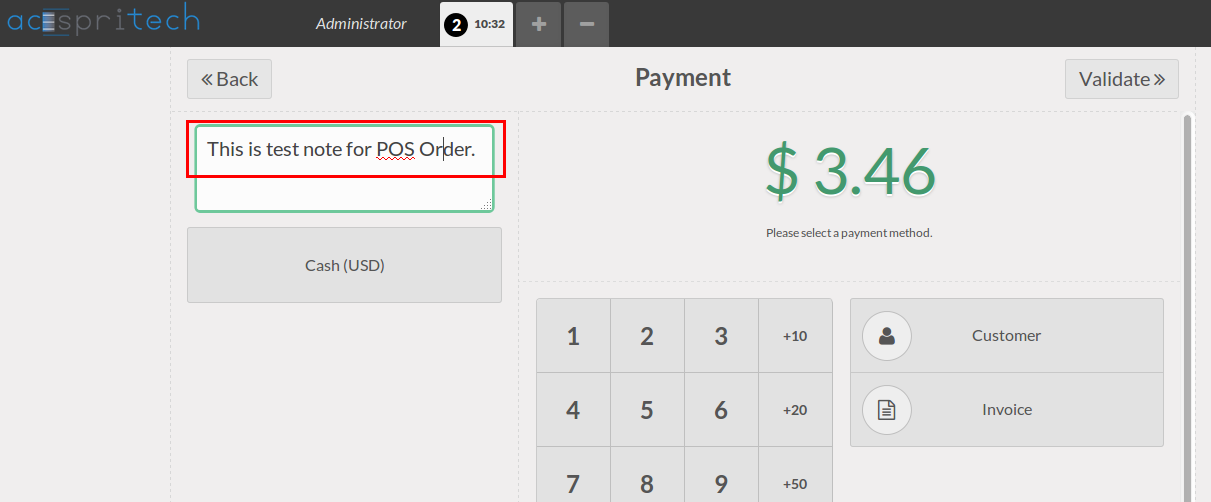 acespritech
Administrator
2 10:32
Back
Payment
Validate
This is test note for POS Order.
$ 3.46
Please select a payment method.
Cash (USD)
1 2 3 +10
Customer
4 5 6 +20
Invoice
7 8 9 +50